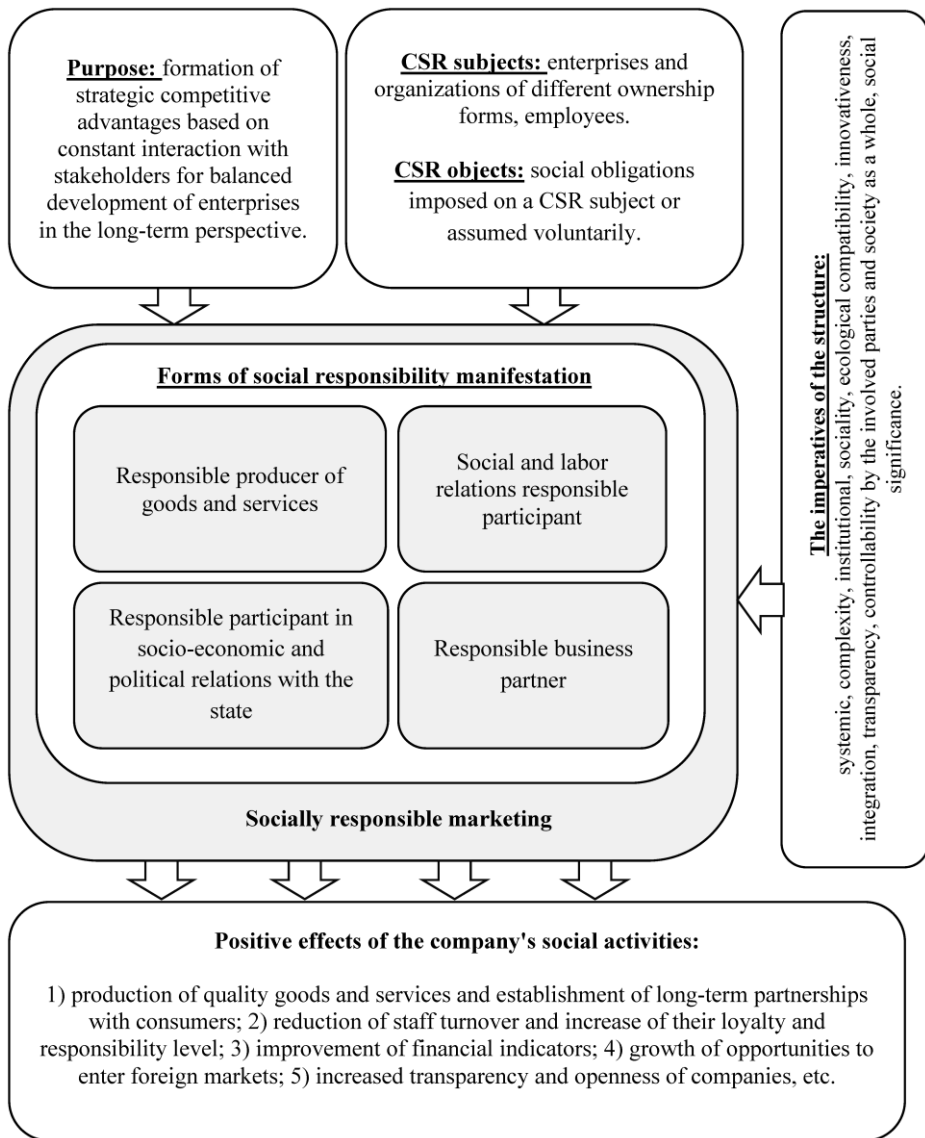 Purpose: formation of
strategic competitive
advantages based on
constant interaction with
stakeholders for balanced
development of enterprises
in the long-term perspective.
CSR subjects: enterprises and
organizations of different ownership
forms, employees.
CSR objects: social obligations
imposed on a CSR subject or
assumed voluntarily.
Forms of social responsibility manifestation
Responsible producer of
goods and services
Social and labor
relations responsible
participant
Responsible participant in
socio-economic and
political relations with the
state
Responsible business
partner
Socially responsible marketing
The imperatives of the structure:
systemic, complexity, institutional, sociality, ecological compatibility, innovativeness,
integration, transparency, controllability by the involved parties and society as a whole, social
significance.
Positive effects of the company's social activities:
1) production of quality goods and services and establishment of long-term partnerships
with consumers; 2) reduction of staff turnover and increase of their loyalty and
responsibility level; 3) improvement of financial indicators; 4) growth of opportunities to
enter foreign markets; 5) increased transparency and openness of companies, etc.